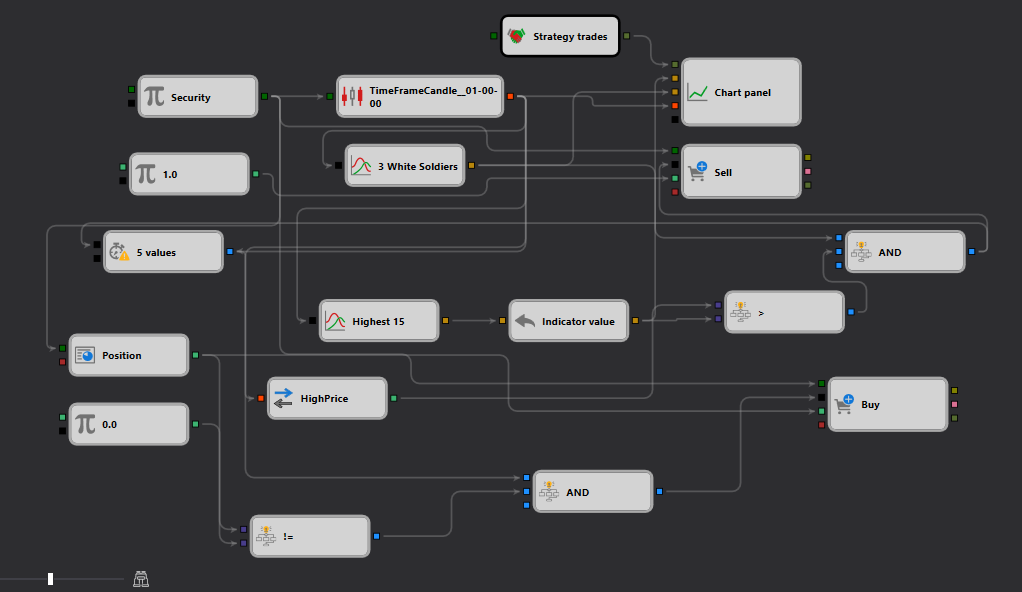 Strategy trades
Security
TimeFrameCandle_01-00-
00
Chart panel
3 White Soldiers
1.0
Sell
5 values
AND
Highest 15
Indicator value
>
Position
HighPrice
Buy
0.0
AND
!=